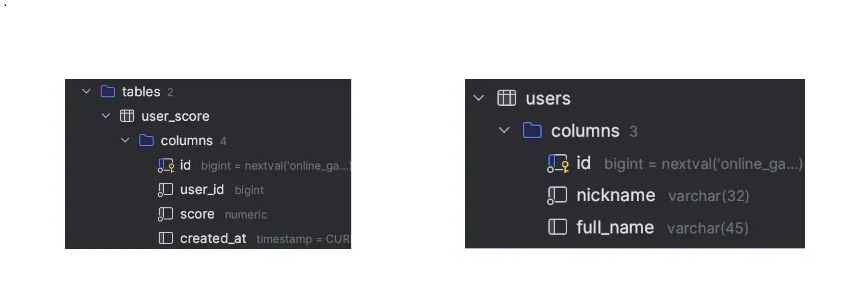 .
tables 2
user_score
columns 4
id bigint = nextval('online_ga...)
user_id bigint
score numeric
created_at timestamp = CUR
users
columns 3
id bigint = nextval('online_ga...)
nickname varchar(32)
full_name varchar(45)